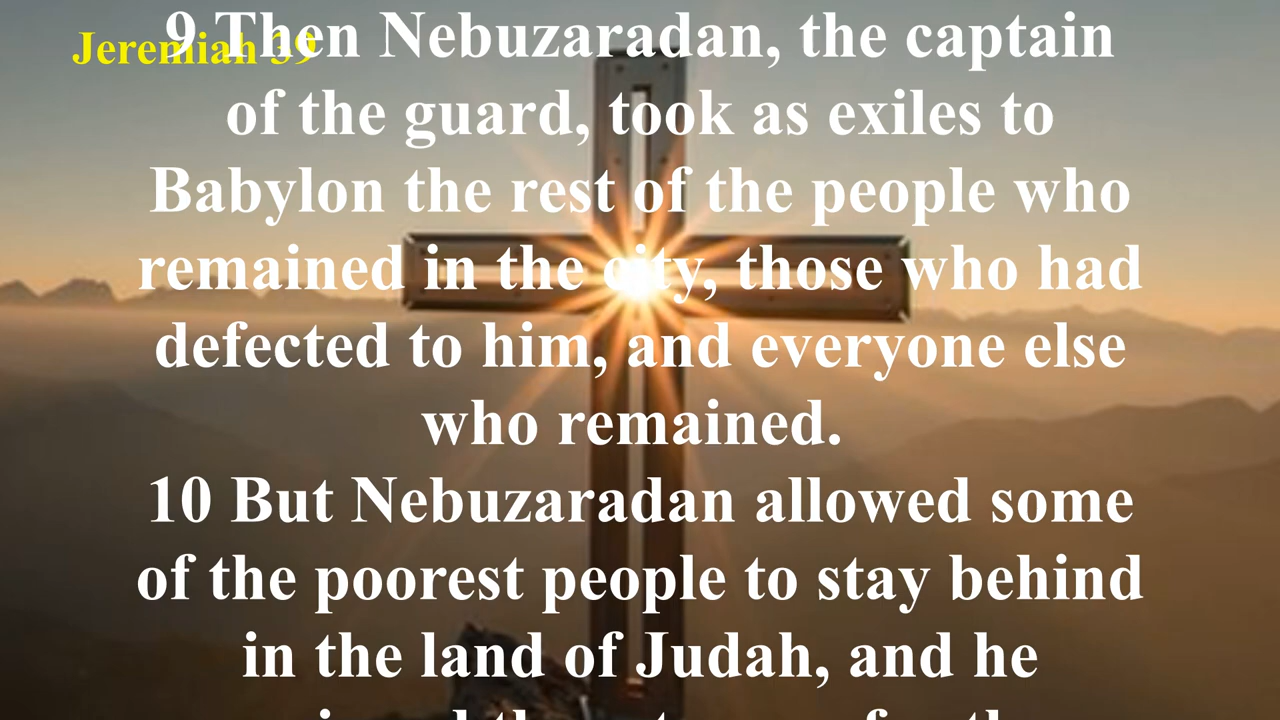 Jeremiah 39
9 Then Nebuzaradan, the captain
of the guard, took as exiles to
Babylon the rest of the people who
remained in the city, those who had
defected to him, and everyone else
who remained.
10 But Nebuzaradan allowed some
of the poorest people to stay behind
in the land of Judah, and he